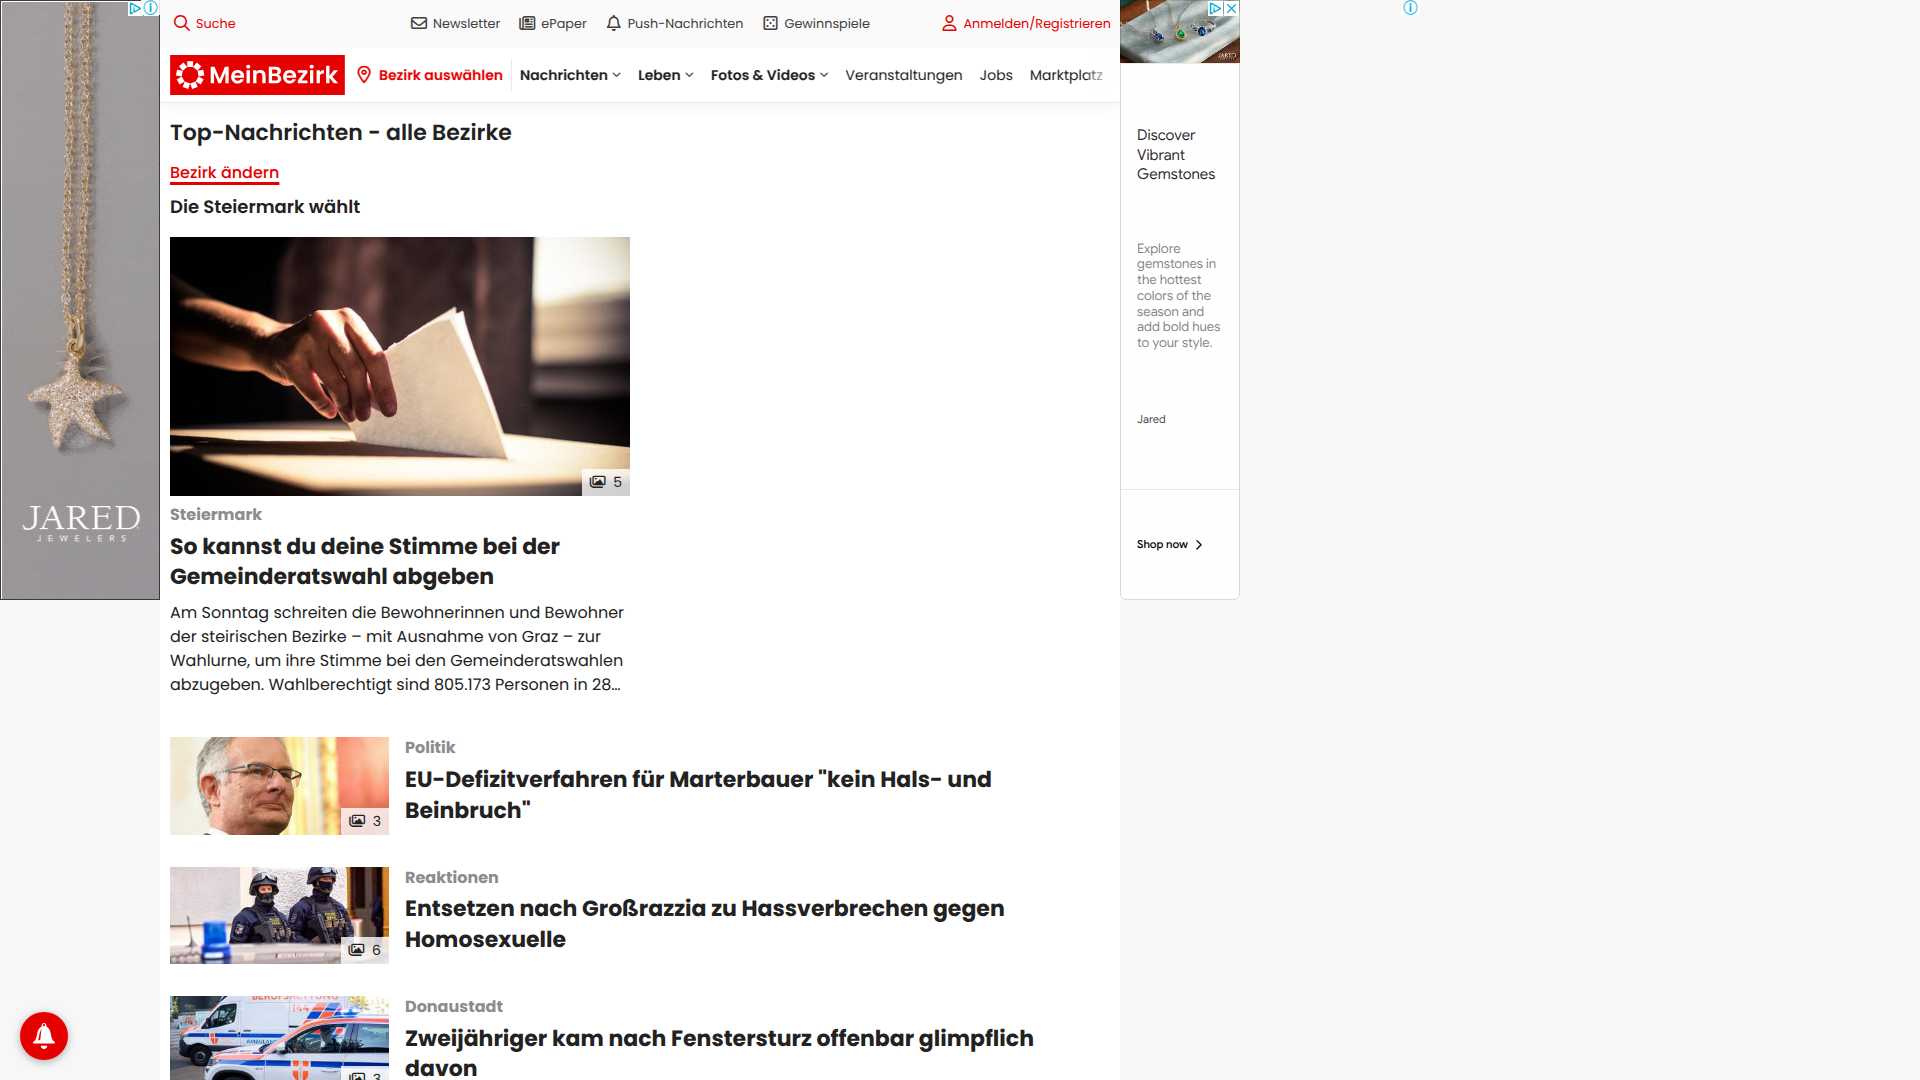 Suche
Newsletter
ePaper
Push-Nachrichten
Gewinnspiele
Anmelden/Registrieren
MeinBezirk
Bezirk auswählen
Nachrichten
Leben
Fotos & Videos
Veranstaltungen
Jobs
Marktplatz
Top-Nachrichten - alle Bezirke
Bezirk ändern
Die Steiermark wählt
5
Steiermark
So kannst du deine Stimme bei der
Gemeinderatswahl abgeben
Am Sonntag schreiten die Bewohnerinnen und Bewohner
der steirischen Bezirke – mit Ausnahme von Graz – zur
Wahlurne, um ihre Stimme bei den Gemeinderatswahlen
abzugeben. Wahlberechtigt sind 805.173 Personen in 28...
3
Politik
EU-Defizitverfahren für Marterbauer "kein Hals- und
Beinbruch"
6
Reaktionen
Entsetzen nach Großrazzia zu Hassverbrechen gegen
Homosexuelle
3
Donaustadt
Zweijähriger kam nach Fenstersturz offenbar glimpflich
davon
JARED
JEWELERS
JARED
Discover
Vibrant
Gemstones
Explore
gemstones in
the hottest
colors of the
season and
add bold hues
to your style.
Jared
Shop now